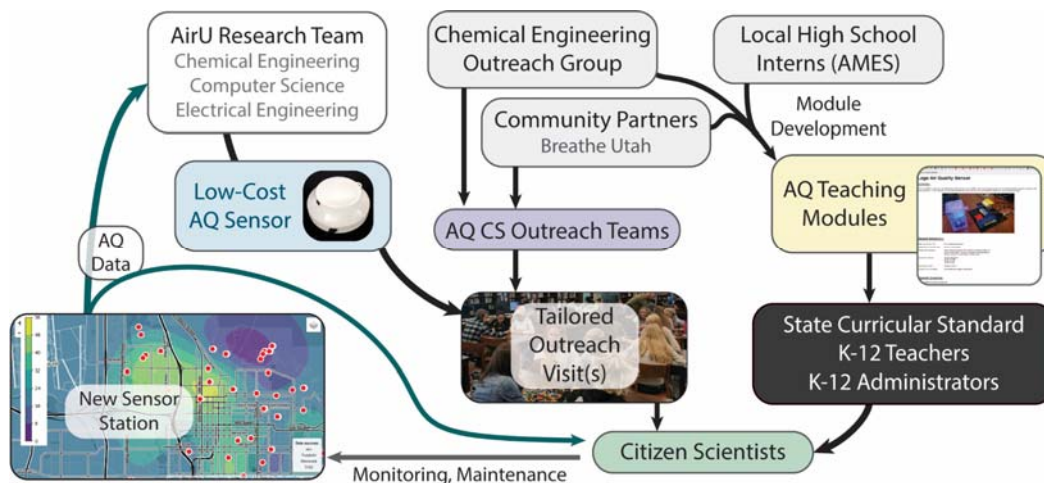 AirU Research Team
Chemical Engineering
Computer Science
Electrical Engineering
Chemical Engineering
Outreach Group
Local High School
Interns (AMES)
Community Partners
Breathe Utah
Module
Development
Low-Cost
AQ Sensor
AQ CS Outreach Teams
AQ Teaching
Modules
AQ
Data
Tailored
Outreach
Visit(s)
State Curricular Standard
K-12 Teachers
K-12 Administrators
New Sensor
Station
Citizen Scientists
Monitoring, Maintenance